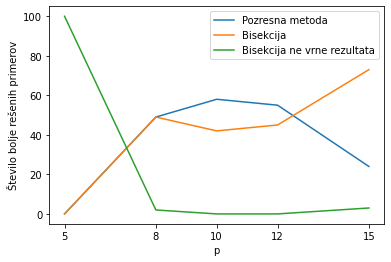 Pozresna metoda
Bisekcija
Bisekcija ne vrne rezultata
Število bolje rešenih primerov
100
80
60
40
20
0
5
8
10
12
15
p